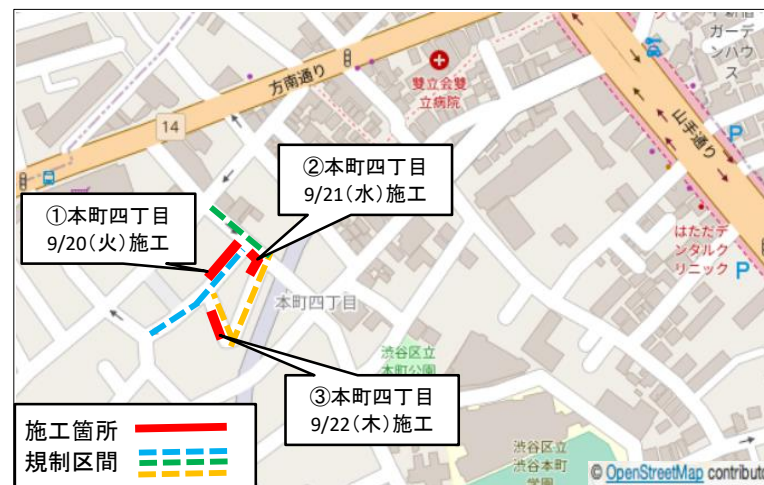 新宿
ガーデ
ンハウ
ス
方南通り
雙立会雙
立病院
山手通り
14
P
②本町四丁目
9/21(水)施工
①本町四丁目
9/20(火)施工
はただデ
ンタルク
リニック
P
本町四丁目
渋谷区立
本町公園
③本町四丁目
9/22(木)施工
施工箇所
規制区間
渋谷区立
渋谷本町
学園
© OpenStreetMap contributo